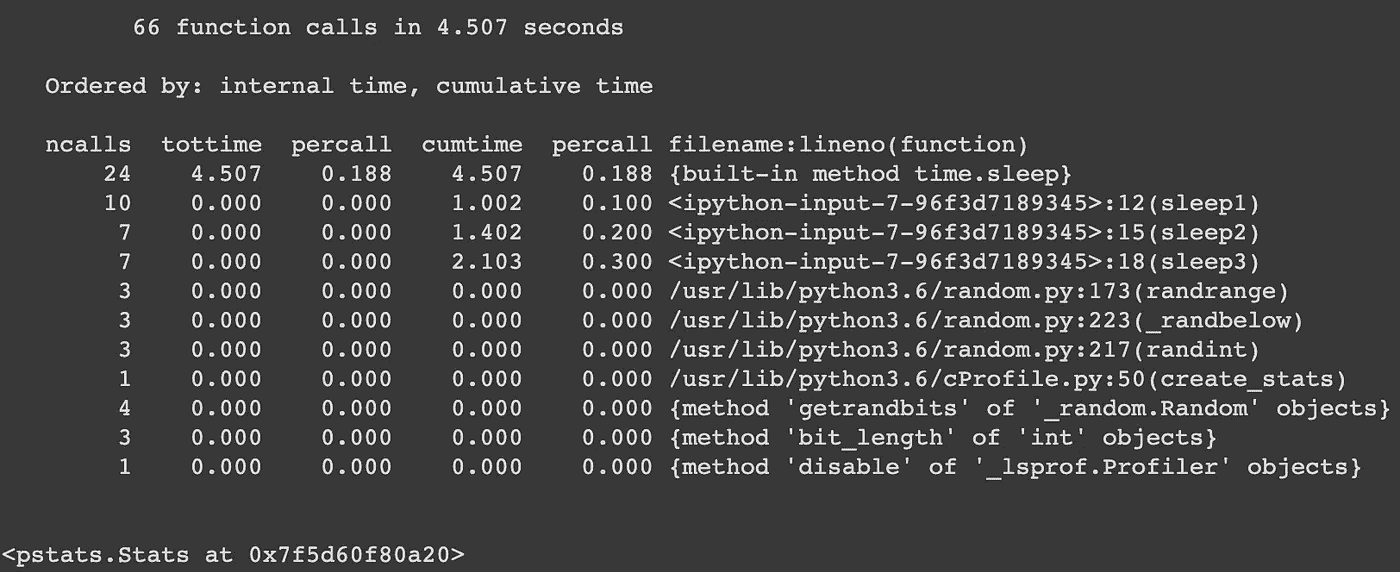 66 function calls in 4.507 seconds
Ordered by: internal time, cumulative time
ncalls tottime percall cumtime percall filename:lineno(function)
24 4.507 0.188 4.507 0.188 {built-in method time.sleep}
10 0.000 0.000 1.002 0.100 <ipython-input-7-96f3d7189345>:12(sleep1)
7 0.000 0.000 1.402 0.200 <ipython-input-7-96f3d7189345>:15(sleep2)
7 0.000 0.000 2.103 0.300 <ipython-input-7-96f3d7189345>:18(sleep3)
3 0.000 0.000 0.000 0.000 /usr/lib/python3.6/random.py:173(randrange)
3 0.000 0.000 0.000 0.000 /usr/lib/python3.6/random.py:223(_randbelow)
3 0.000 0.000 0.000 0.000 /usr/lib/python3.6/random.py:217(randint)
1 0.000 0.000 0.000 0.000 /usr/lib/python3.6/cProfile.py:50(create_stats)
4 0.000 0.000 0.000 0.000 {method 'getrandbits' of '_random.Random' objects}
3 0.000 0.000 0.000 0.000 {method 'bit_length' of 'int' objects}
1 0.000 0.000 0.000 0.000 {method 'disable' of '_lsprof.Profiler' objects}
<pstats.Stats at 0x7f5d60f80a20>